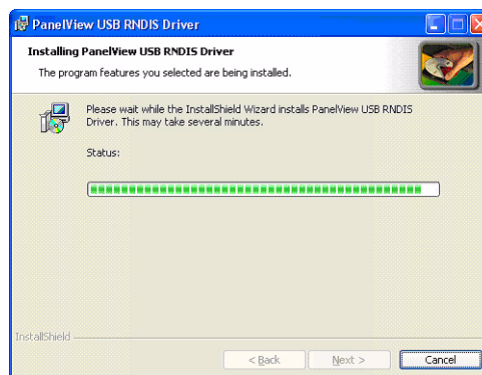 PanelView USB RNDIS Driver
Installing PanelView USB RNDIS Driver
The program features you selected are being installed.
Please wait while the InstallShield Wizard installs PanelView USB RNDIS
Driver. This may take several minutes.
Status:
InstallShield
< Back
Next >
Cancel